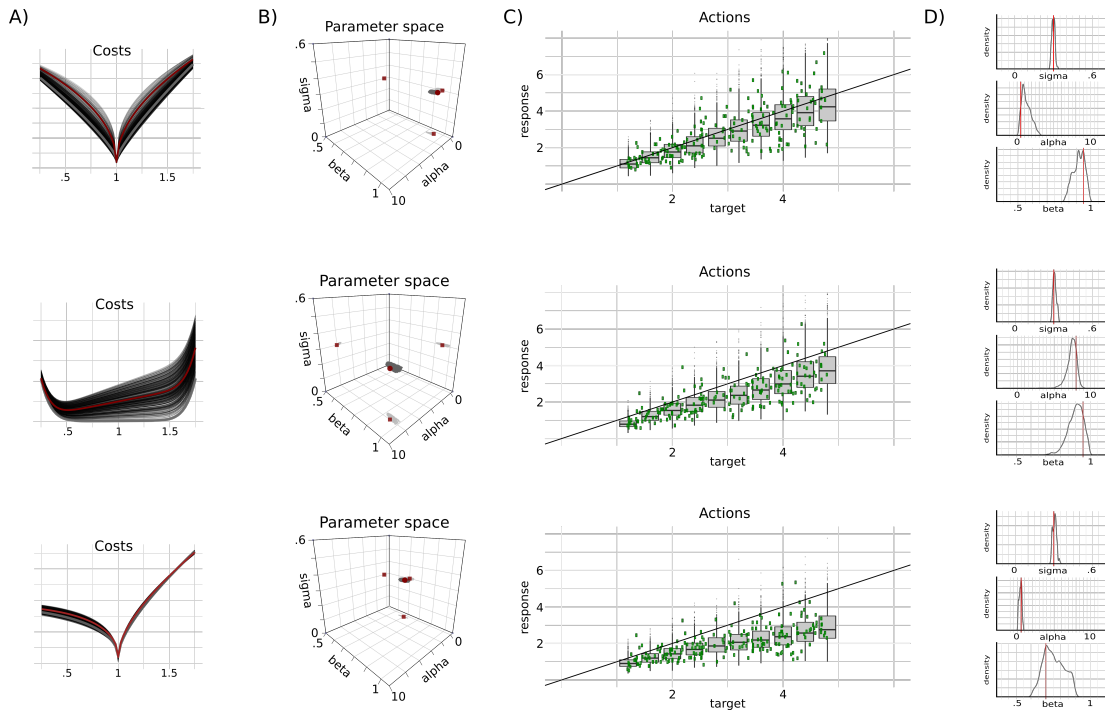 A)
B)
C)
D)
Costs
.5
1
1.5
Parameter space
.6
sigma
0
.5
beta
1
10
alpha
0
Actions
response
6
4
2
2
4
target
density
0
sigma
.6
density
0
alpha
10
density
.5
beta
1
Costs
.5
1
1.5
Parameter space
.6
sigma
0
.5
beta
1
10
alpha
0
Actions
response
6
4
2
2
4
target
density
0
sigma
.6
density
0
alpha
10
density
.5
beta
1
Costs
.5
1
1.5
Parameter space
.6
sigma
0
.5
beta
1
10
alpha
0
Actions
response
6
4
2
2
4
target
density
0
sigma
.6
density
0
alpha
10
density
.5
beta
1